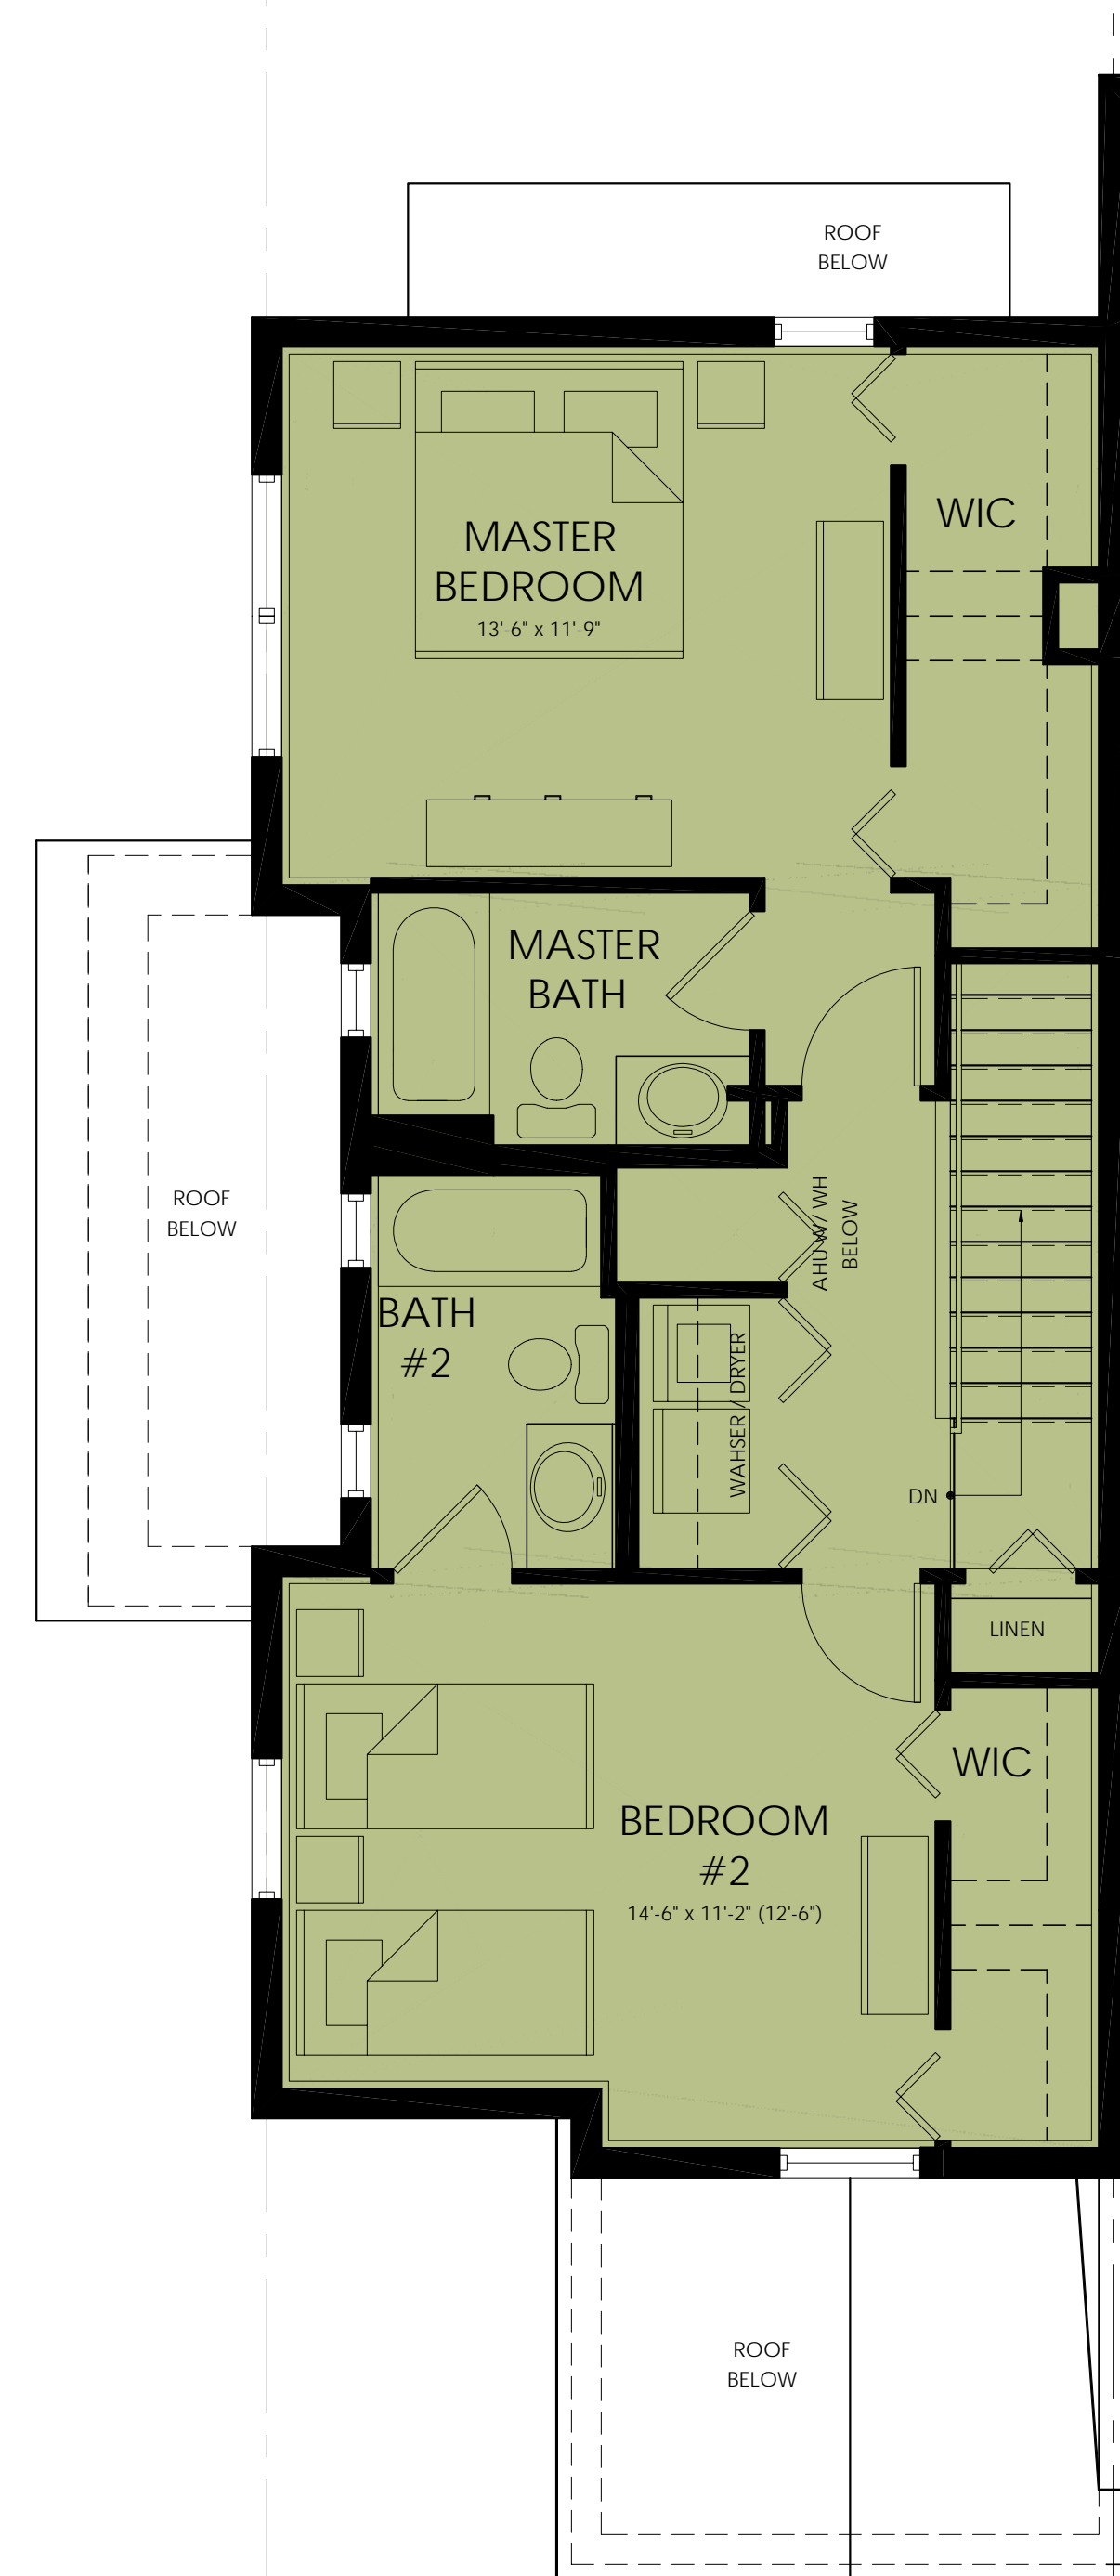 ROOF
BELOW
MASTER
BEDROOM
13'-6" x 11'-9"
WIC
MASTER
BATH
ROOF
BELOW
AHU W/ WH
BELOW
BATH
#2
WAHSER / DRYER
DN
LINEN
WIC
BEDROOM
#2
14'-6" x 11'-2" (12'-6")
ROOF
BELOW